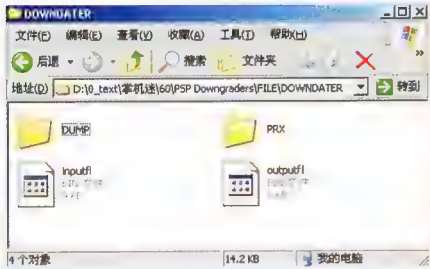 DOWNDATER
文件(F) 编辑(E) 查看(V) 收藏(A) 工具(T) 帮助(H)
后退 搜索 文件夹
地址(D) D:\0_text\掌机迷\60\PSP Downgraders\FILE\DOWNDATER 转到
DUMP PRX
inputfl outputfl
4 个对象 14.2 KB 我的电脑